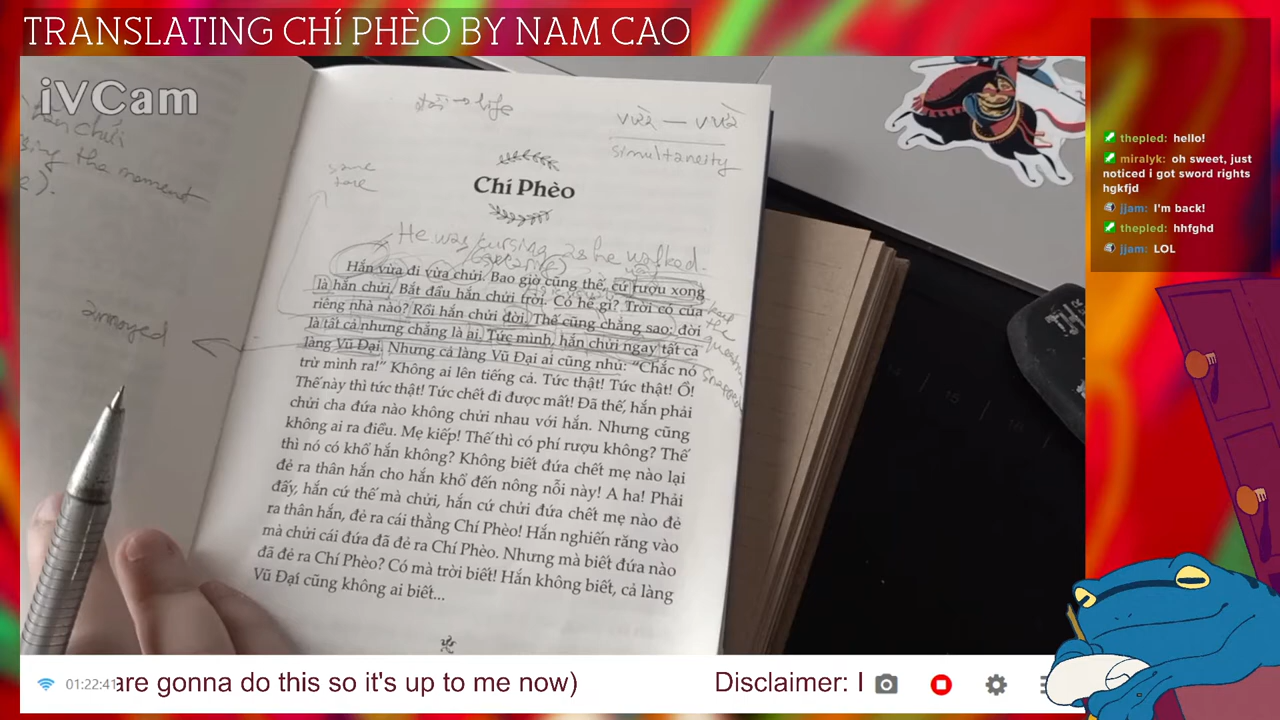 TRANSLATING CHÍ PHÈO BY NAM CAO
iVCam
hắn chửi
the moment
đời → life
vừa — vừa
simultaneity
same
tone
Chí Phèo
He was cursing as he walked.
Hắn vừa đi vừa chửi. Bao giờ cũng thế, cứ rượu xong
là hắn chửi. Bắt đầu hắn chửi trời. Có hề gì? Trời có của
riêng nhà nào? Rồi hắn chửi đời. Thế cũng chẳng sao: đời
là tất cả nhưng chẳng là ai. Tức mình, hắn chửi ngay tất cả
làng Vũ Đại. Nhưng cả làng Vũ Đại ai cũng nhủ: "Chắc nó
trừ mình ra!" Không ai lên tiếng cả. Tức thật! Tức thật! Ồ!
Thế này thì tức thật! Tức chết đi được mất! Đã thế, hắn phải
chửi cha đứa nào không chửi nhau với hắn. Nhưng cũng
không ai ra điều. Mẹ kiếp! Thế thì có phí rượu không? Thế
thì nó có khổ hắn không? Không biết đứa chết mẹ nào lại
đẻ ra thân hắn cho hắn khổ đến nông nỗi này! A ha! Phải
đấy, hắn cứ thế mà chửi, hắn cứ chửi đứa chết mẹ nào đẻ
ra thân hắn, đẻ ra cái thằng Chí Phèo! Hắn nghiến răng vào
mà chửi cái đứa đã đẻ ra Chí Phèo. Nhưng mà biết đứa nào
đã đẻ ra Chí Phèo? Có mà trời biết! Hắn không biết, cả làng
Vũ Đại cũng không ai biết...
annoyed
the
question
snapped
thepled: hello!
miralyk: oh sweet, just
noticed i got sword rights
hgkfjd
jjam: I'm back!
thepled: hhfghd
jjam: LOL
01:22:41
are gonna do this so it's up to me now)
Disclaimer: I